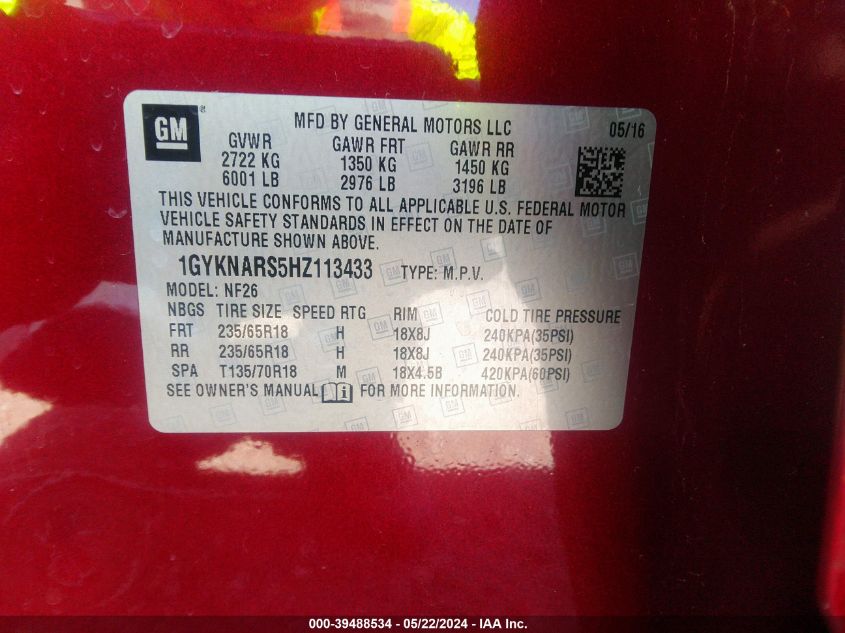 GM
®
MFD BY GENERAL MOTORS LLC 05/16
GVWR GAWR FRT GAWR RR
2722 KG 1350 KG 1450 KG
6001 LB 2976 LB 3196 LB
THIS VEHICLE CONFORMS TO ALL APPLICABLE U.S. FEDERAL MOTOR
VEHICLE SAFETY STANDARDS IN EFFECT ON THE DATE OF
MANUFACTURE SHOWN ABOVE.
1GYKNARS5HZ113433 TYPE: M.P.V.
MODEL: NF26
NBGS TIRE SIZE SPEED RTG RIM COLD TIRE PRESSURE
FRT 235/65R18 H 18X8J 240KPA(35PSI)
RR 235/65R18 H 18X8J 240KPA(35PSI)
SPA T135/70R18 M 18X4.5B 420KPA(60PSI)
SEE OWNER'S MANUAL i FOR MORE INFORMATION.
000-39488534 / 05/22/2024 - IAA Inc.